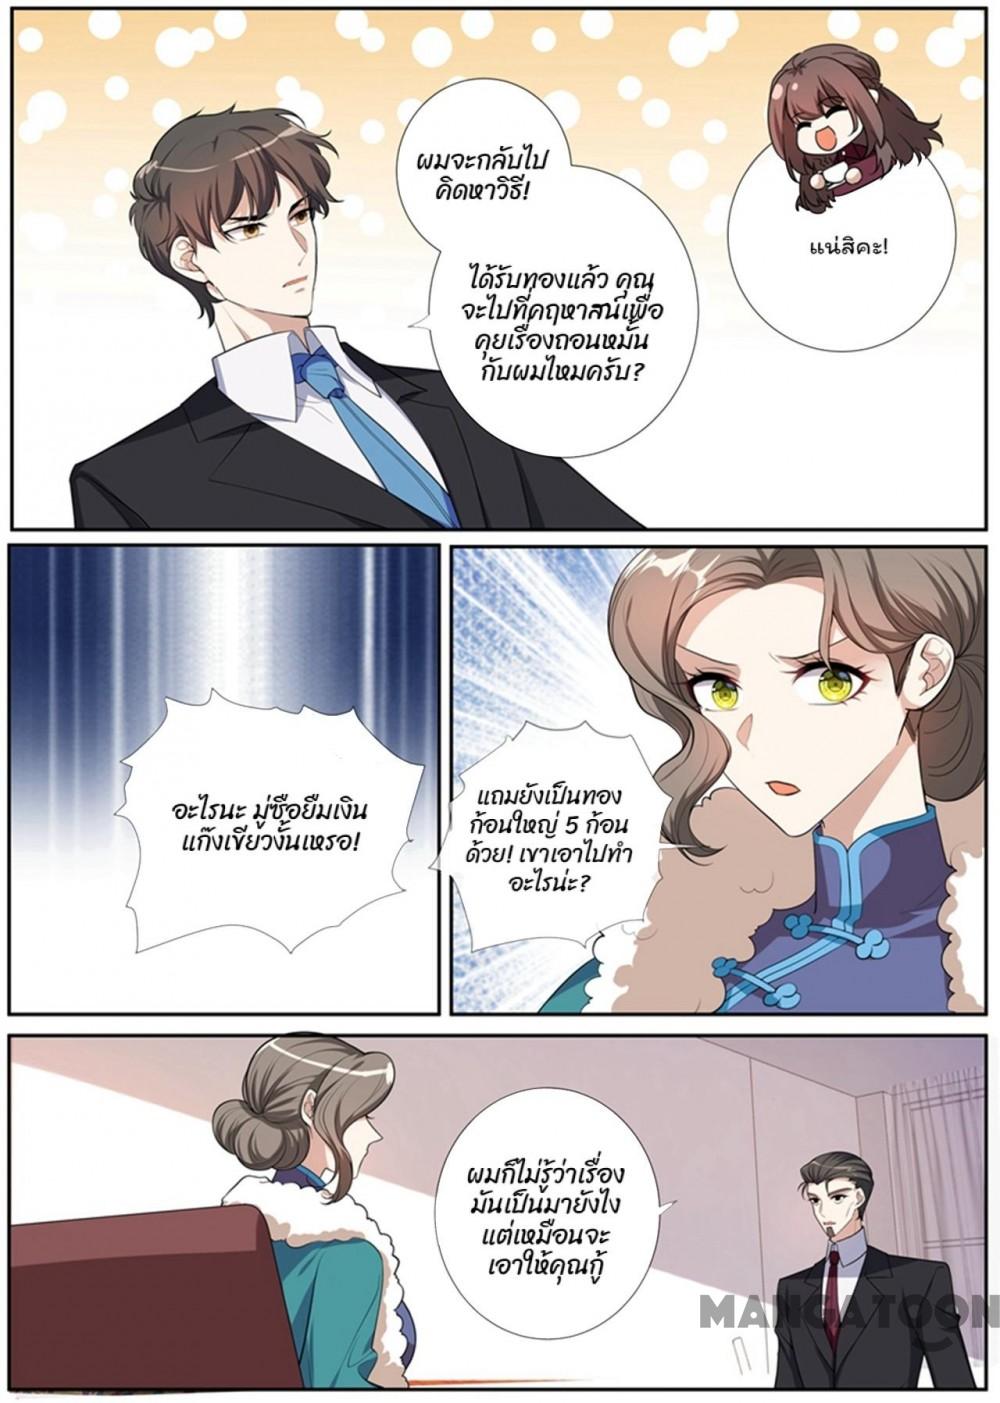 ผมจะกลับไป
คิดหาวิธี!
แน่สิคะ!
ได้รับทองแล้ว คุณ
จะไปที่คฤหาสน์เพื่อ
คุยเรื่องถอนหมั้น
กับผมไหมครับ?
อะไรนะ มู่ซือยืมเงิน
แก๊งเขียวงั้นเหรอ!
แถมยังเป็นทอง
ก้อนใหญ่ 5 ก้อน
ด้วย! เขาเอาไปทำ
อะไรน่ะ?
ผมก็ไม่รู้ว่าเรื่อง
มันเป็นมายังไง
แต่เหมือนจะ
เอาให้คุณกู้
MANGATOON